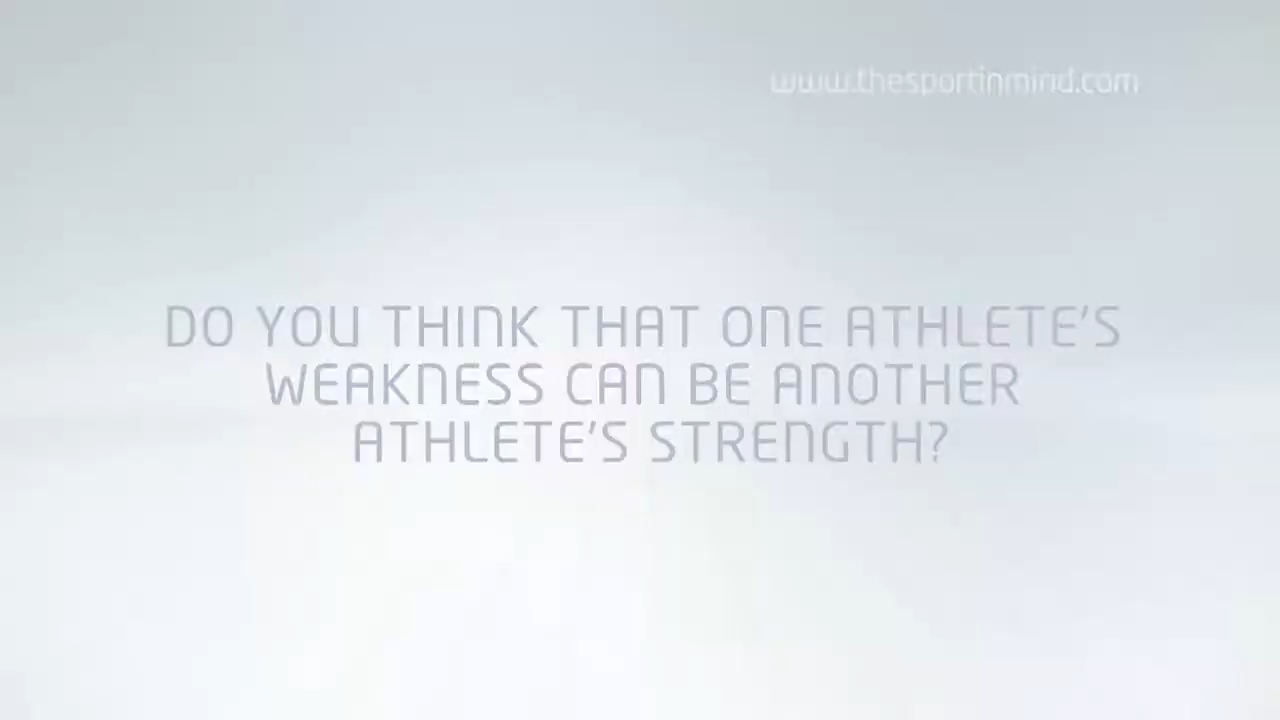 www.thesportinmind.com
DO YOU THINK THAT ONE ATHLETE'S
WEAKNESS CAN BE ANOTHER
ATHLETE'S STRENGTH?